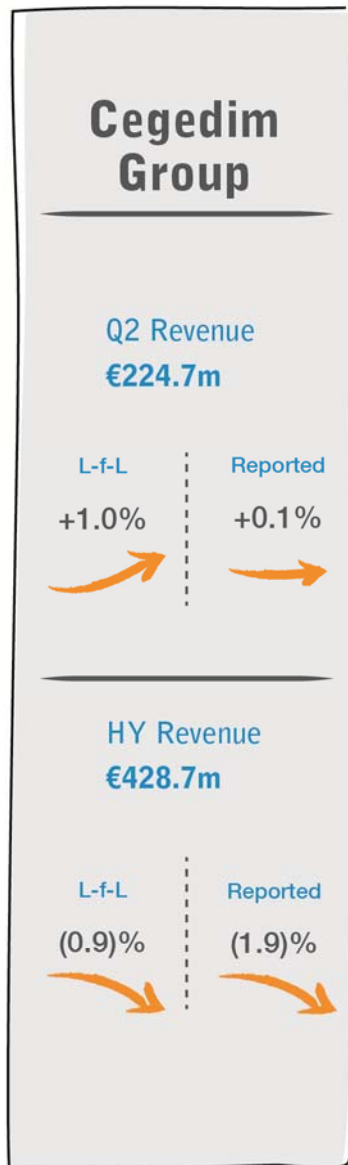 Cegedim
Group
Q2 Revenue
€224.7m
L-f-L Reported
+1.0% +0.1%
HY Revenue
€428.7m
L-f-L Reported
(0.9)% (1.9)%